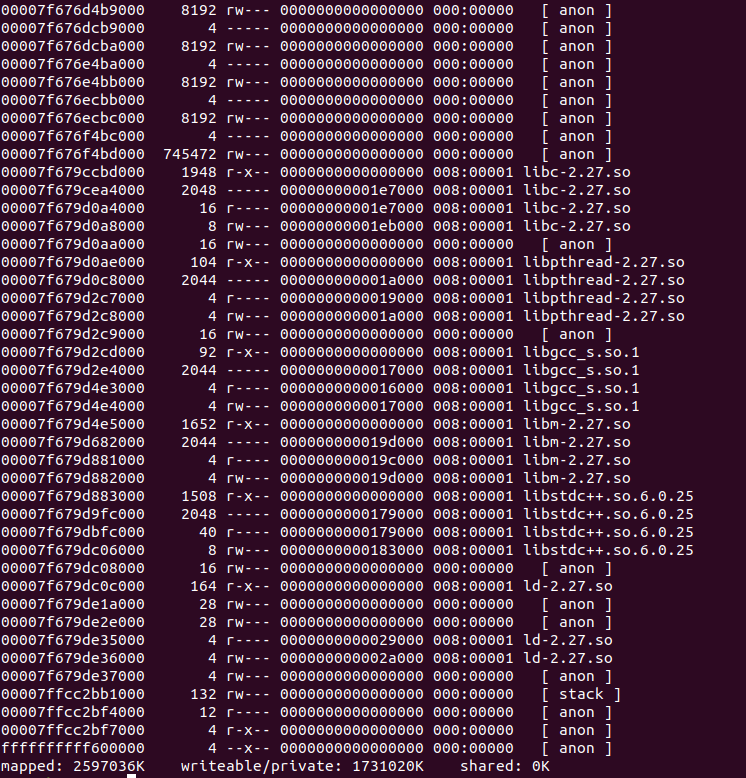 00007f676d4b9000    8192 rw--- 0000000000000000 000:00000   [ anon ]
00007f676dcb9000       4 ----- 0000000000000000 000:00000   [ anon ]
00007f676dcba000    8192 rw--- 0000000000000000 000:00000   [ anon ]
00007f676e4ba000       4 ----- 0000000000000000 000:00000   [ anon ]
00007f676e4bb000    8192 rw--- 0000000000000000 000:00000   [ anon ]
00007f676ecbb000       4 ----- 0000000000000000 000:00000   [ anon ]
00007f676ecbc000    8192 rw--- 0000000000000000 000:00000   [ anon ]
00007f676f4bc000       4 ----- 0000000000000000 000:00000   [ anon ]
00007f676f4bd000  745472 rw--- 0000000000000000 000:00000   [ anon ]
00007f679ccbd000    1948 r-x-- 0000000000000000 008:00001 libc-2.27.so
00007f679cea4000    2048 ----- 00000000001e7000 008:00001 libc-2.27.so
00007f679d0a4000      16 r---- 00000000001e7000 008:00001 libc-2.27.so
00007f679d0a8000       8 rw--- 00000000001eb000 008:00001 libc-2.27.so
00007f679d0aa000      16 rw--- 0000000000000000 000:00000   [ anon ]
00007f679d0ae000     104 r-x-- 0000000000000000 008:00001 libpthread-2.27.so
00007f679d0c8000    2044 ----- 000000000001a000 008:00001 libpthread-2.27.so
00007f679d2c7000       4 r---- 0000000000019000 008:00001 libpthread-2.27.so
00007f679d2c8000       4 rw--- 000000000001a000 008:00001 libpthread-2.27.so
00007f679d2c9000      16 rw--- 0000000000000000 000:00000   [ anon ]
00007f679d2cd000      92 r-x-- 0000000000000000 008:00001 libgcc_s.so.1
00007f679d2e4000    2044 ----- 0000000000017000 008:00001 libgcc_s.so.1
00007f679d4e3000       4 r---- 0000000000016000 008:00001 libgcc_s.so.1
00007f679d4e4000       4 rw--- 0000000000017000 008:00001 libgcc_s.so.1
00007f679d4e5000    1652 r-x-- 0000000000000000 008:00001 libm-2.27.so
00007f679d682000    2044 ----- 000000000019d000 008:00001 libm-2.27.so
00007f679d881000       4 r---- 000000000019c000 008:00001 libm-2.27.so
00007f679d882000       4 rw--- 000000000019d000 008:00001 libm-2.27.so
00007f679d883000    1508 r-x-- 0000000000000000 008:00001 libstdc++.so.6.0.25
00007f679d9fc000    2048 ----- 0000000000179000 008:00001 libstdc++.so.6.0.25
00007f679dbfc000      40 r---- 0000000000179000 008:00001 libstdc++.so.6.0.25
00007f679dc06000       8 rw--- 0000000000183000 008:00001 libstdc++.so.6.0.25
00007f679dc08000      16 rw--- 0000000000000000 000:00000   [ anon ]
00007f679dc0c000     164 r-x-- 0000000000000000 008:00001 ld-2.27.so
00007f679de1a000      28 rw--- 0000000000000000 000:00000   [ anon ]
00007f679de2e000      28 rw--- 0000000000000000 000:00000   [ anon ]
00007f679de35000       4 r---- 0000000000029000 008:00001 ld-2.27.so
00007f679de36000       4 rw--- 000000000002a000 008:00001 ld-2.27.so
00007f679de37000       4 rw--- 0000000000000000 000:00000   [ anon ]
00007ffcc2bb1000     132 rw--- 0000000000000000 000:00000   [ stack ]
00007ffcc2bf4000      12 r---- 0000000000000000 000:00000   [ anon ]
00007ffcc2bf7000       4 r-x-- 0000000000000000 000:00000   [ anon ]
ffffffffff600000       4 --x-- 0000000000000000 000:00000   [ anon ]
mapped: 2597036K    writeable/private: 1731020K    shared: 0K